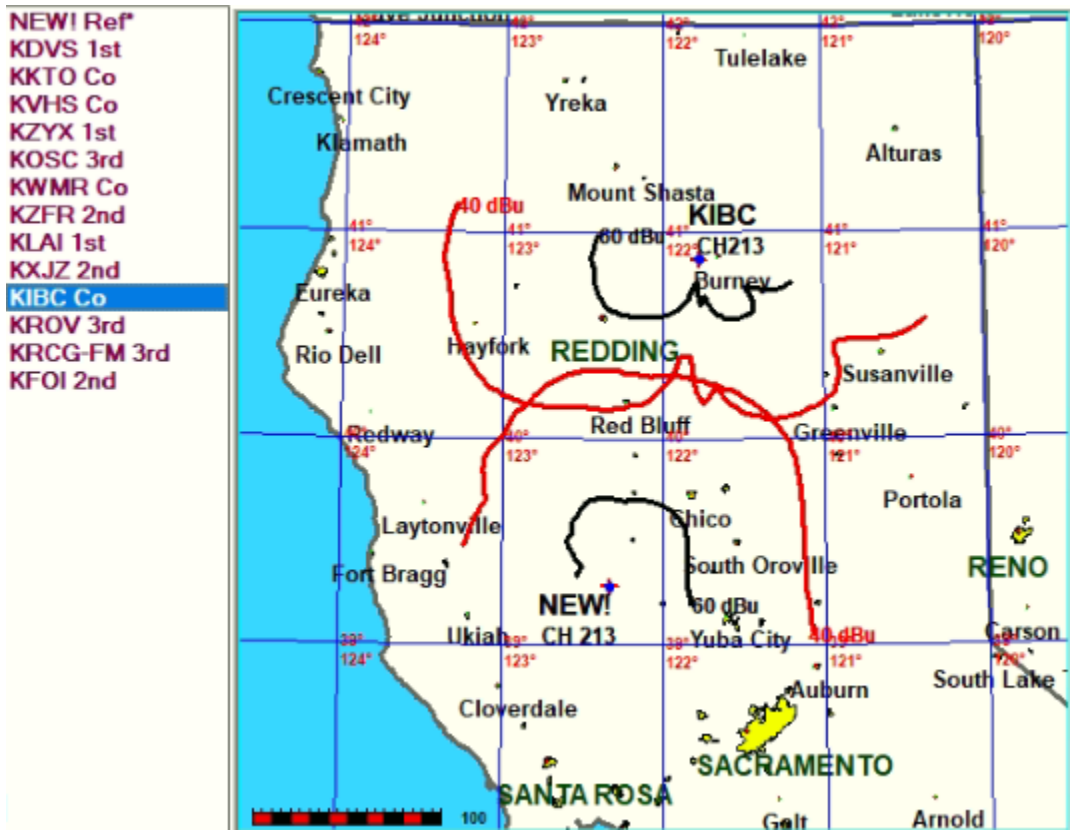 NEW! Ref*
KDVS 1st
KKTO Co
KVHS Co
KZYX 1st
KOSC 3rd
KWMR Co
KZFR 2nd
KLAI 1st
KXJZ 2nd
KIBC Co
KROV 3rd
KRCG-FM 3rd
KFOI 2nd
42° 42° 42° 42° 42°
124° 123° 122° 121° 120°
Tulelake
Crescent City
Yreka
Klamath
Alturas
Mount Shasta
40 dBu
KIBC
41° 41° 60 dBu 41° 41°
124° 123° 122° CH213 121° 120°
Burney
Eureka
Rio Dell
Hayfork
REDDING
Susanville
Red Bluff
Redway
Greenville
40° 40° 40°
124° 123° 122° 121° 120°
Portola
Laytonville
Chico
Fort Bragg
South Oroville
RENO
NEW!
60 dBu
CH 213
Ukiah
Yuba City
40 dBu
Carson
39° 39°
124° 123° 122° 121° 120°
South Lake
Auburn
Cloverdale
SACRAMENTO
SANTA ROSA
100
Galt
Arnold